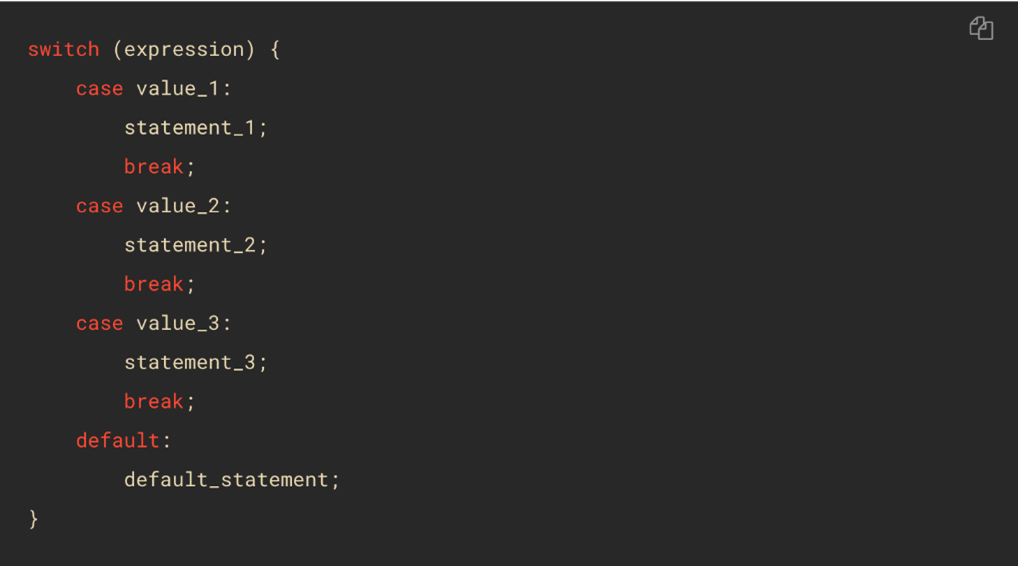 switch (expression) {
    case value_1:
        statement_1;
        break;
    case value_2:
        statement_2;
        break;
    case value_3:
        statement_3;
        break;
    default:
        default_statement;
}